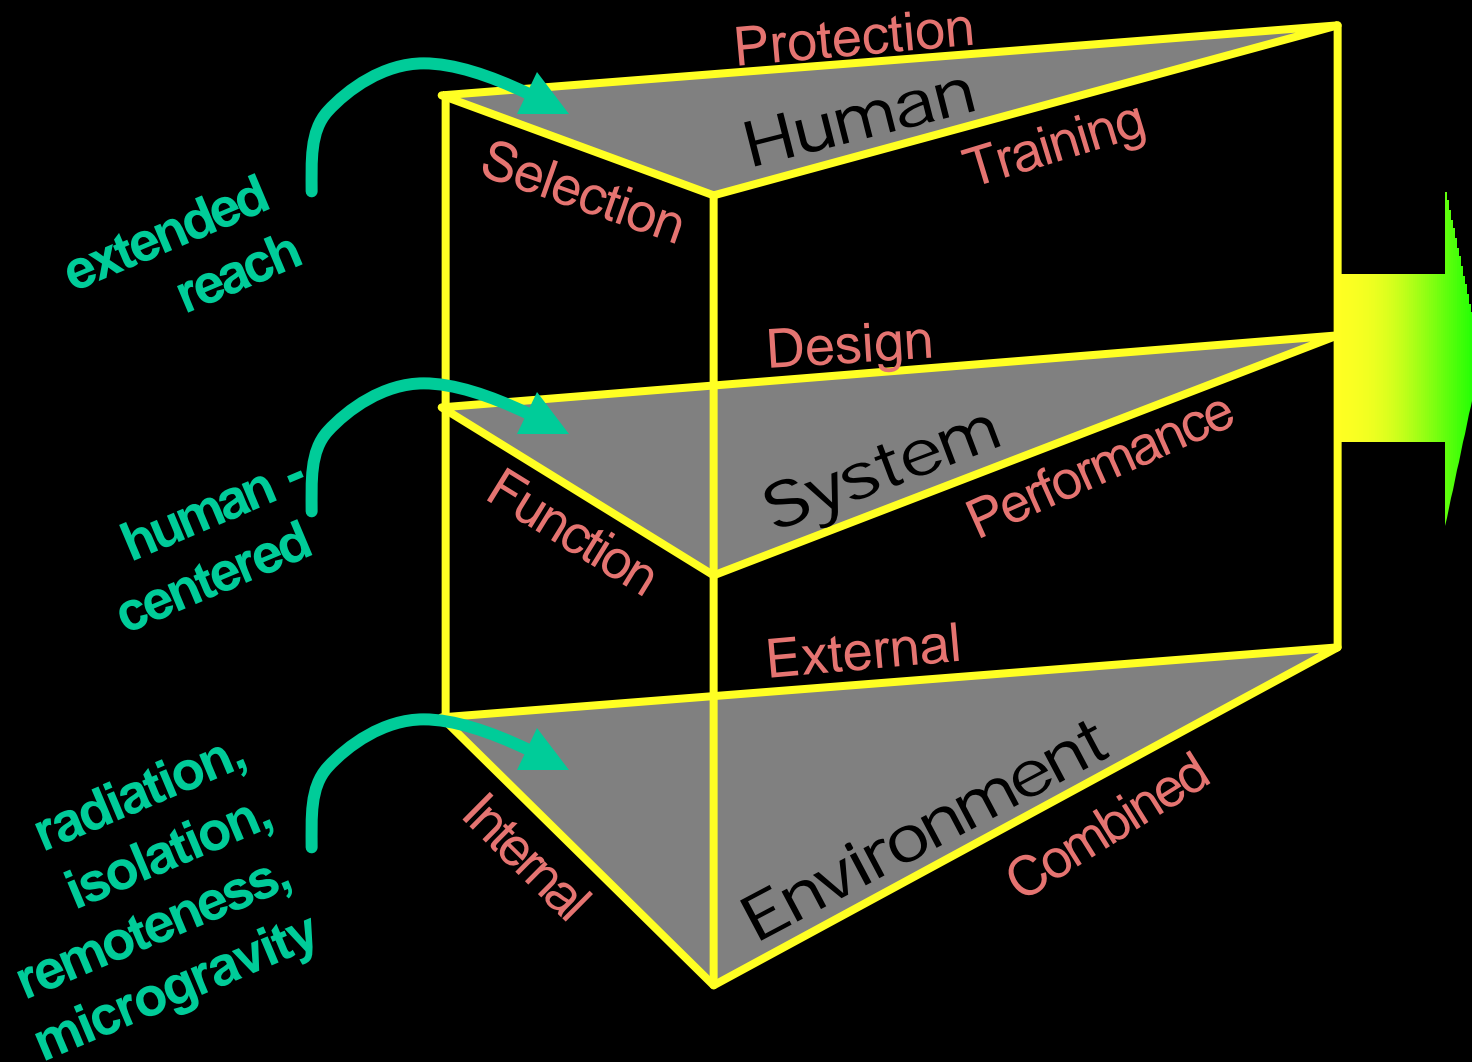 Protection
Human
Training
Selection
extended
reach
Design
System
Performance
Function
human -
centered
External
Environment
Combined
Internal
radiation,
isolation,
remoteness,
microgravity